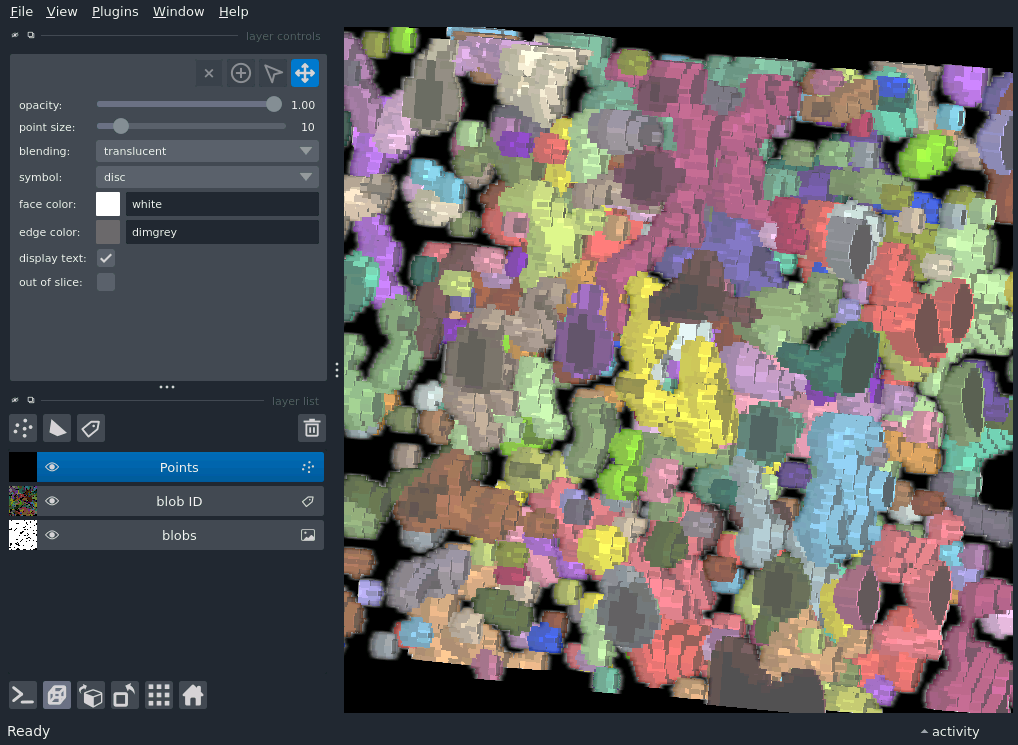 File View Plugins Window Help
layer controls
opacity: 1.00
point size: 10
blending: translucent
symbol: disc
face color: white
edge color: dimgrey
display text:
out of slice:
layer list
Points
blob ID
blobs
Ready activity